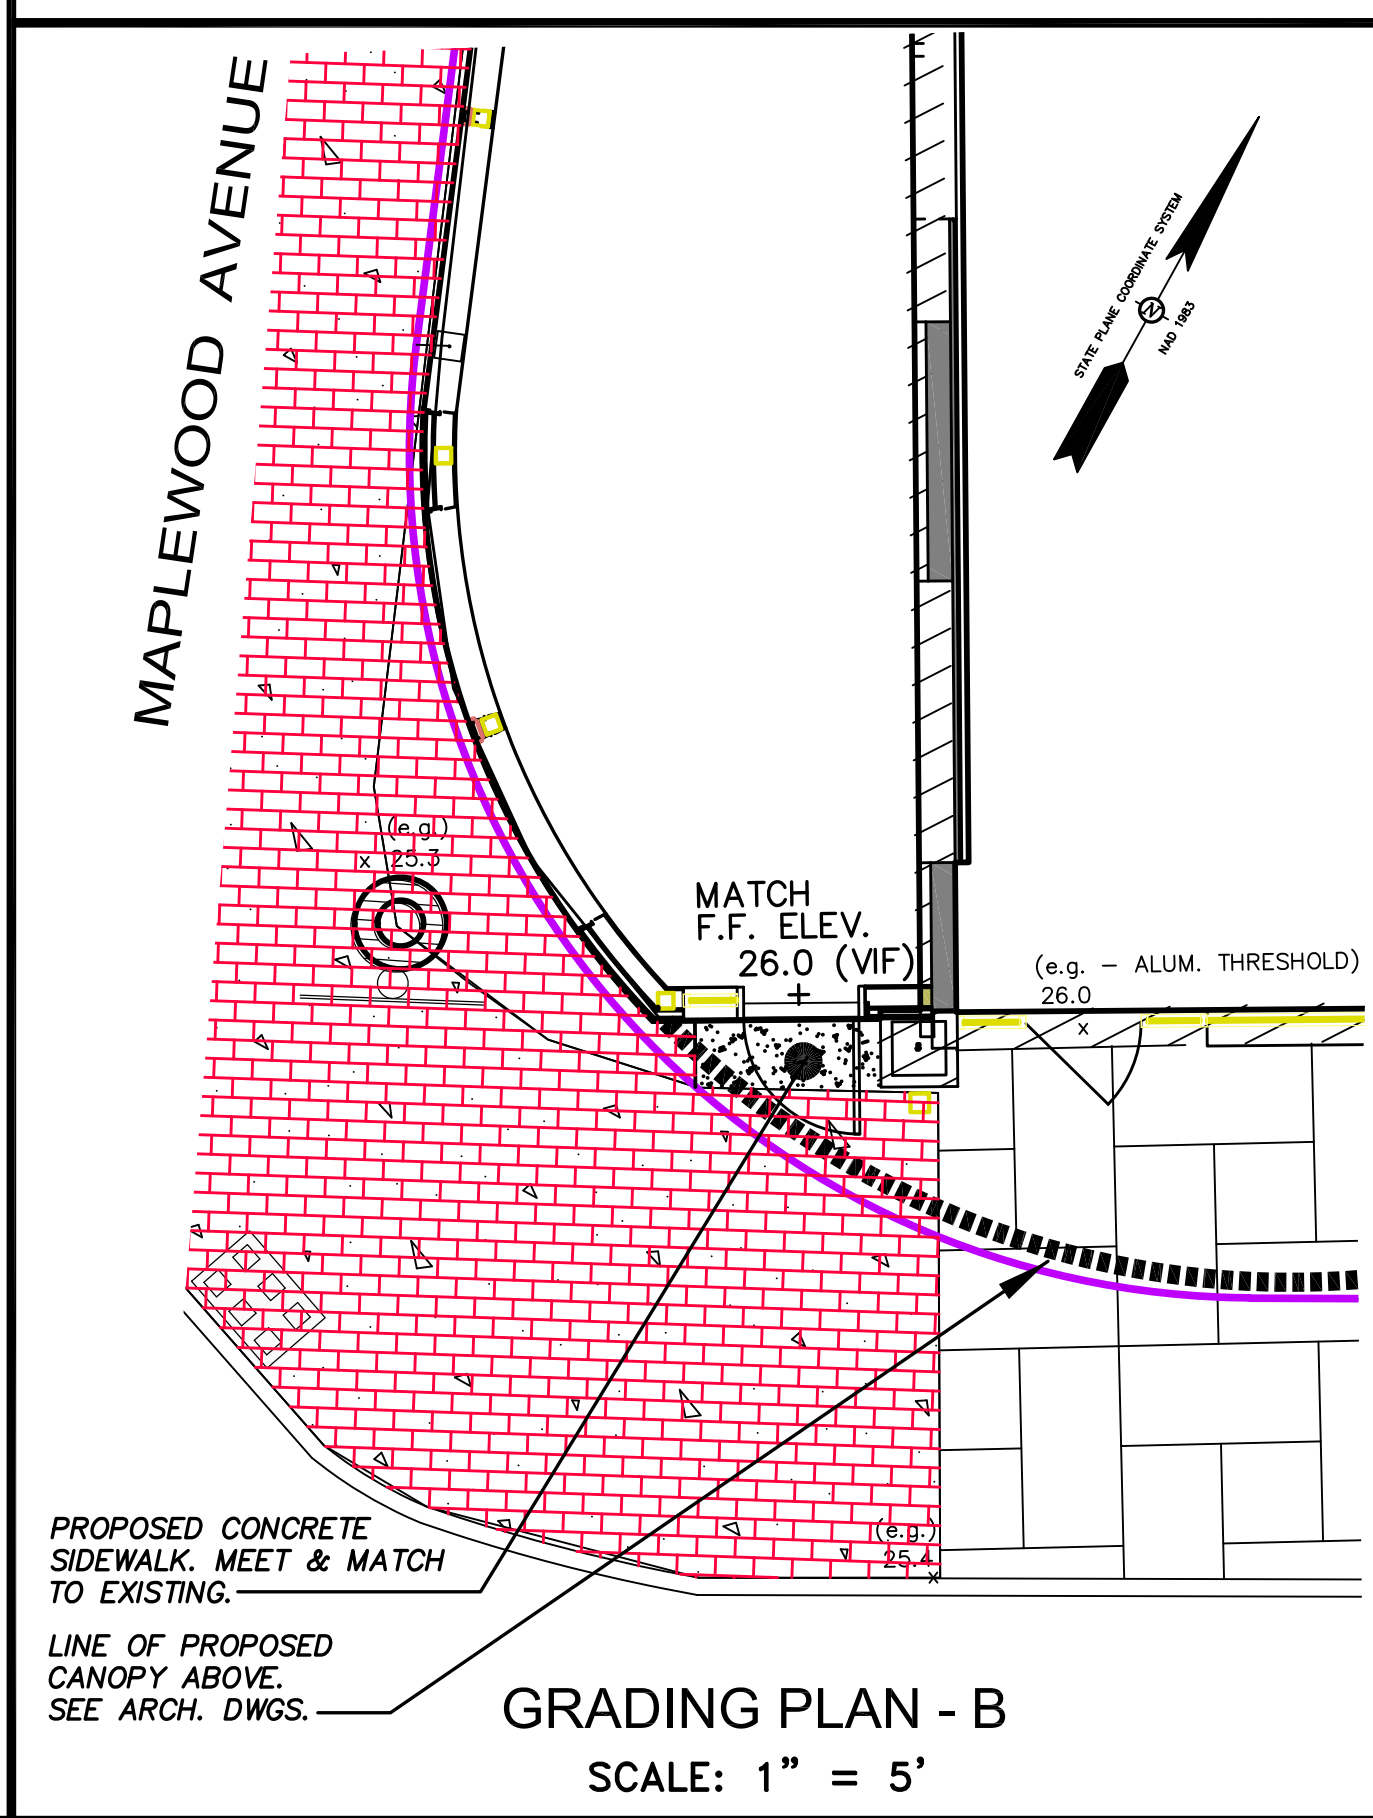 MAPLEWOOD AVENUE
STATE PLANE COORDINATE SYSTEM
N
NAD 1983
(e.g.)
x 25.3
MATCH
F.F. ELEV.
26.0 (VIF)
(e.g. - ALUM. THRESHOLD)
26.0
x
(e.g.)
25.4
x
PROPOSED CONCRETE
SIDEWALK. MEET & MATCH
TO EXISTING.
LINE OF PROPOSED
CANOPY ABOVE.
SEE ARCH. DWGS.
GRADING PLAN - B
SCALE: 1" = 5'